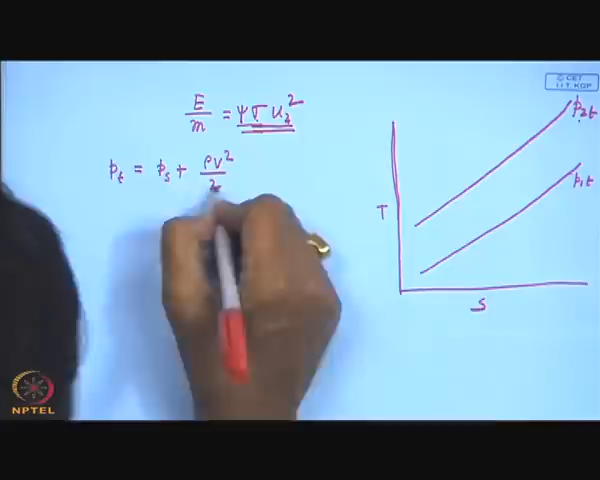 © CET
I.I.T. KGP
E/m = ψ σ u₂²
pₜ = pₛ + ρv²/2
p₂ₜ
p₁ₜ
T
S
NPTEL